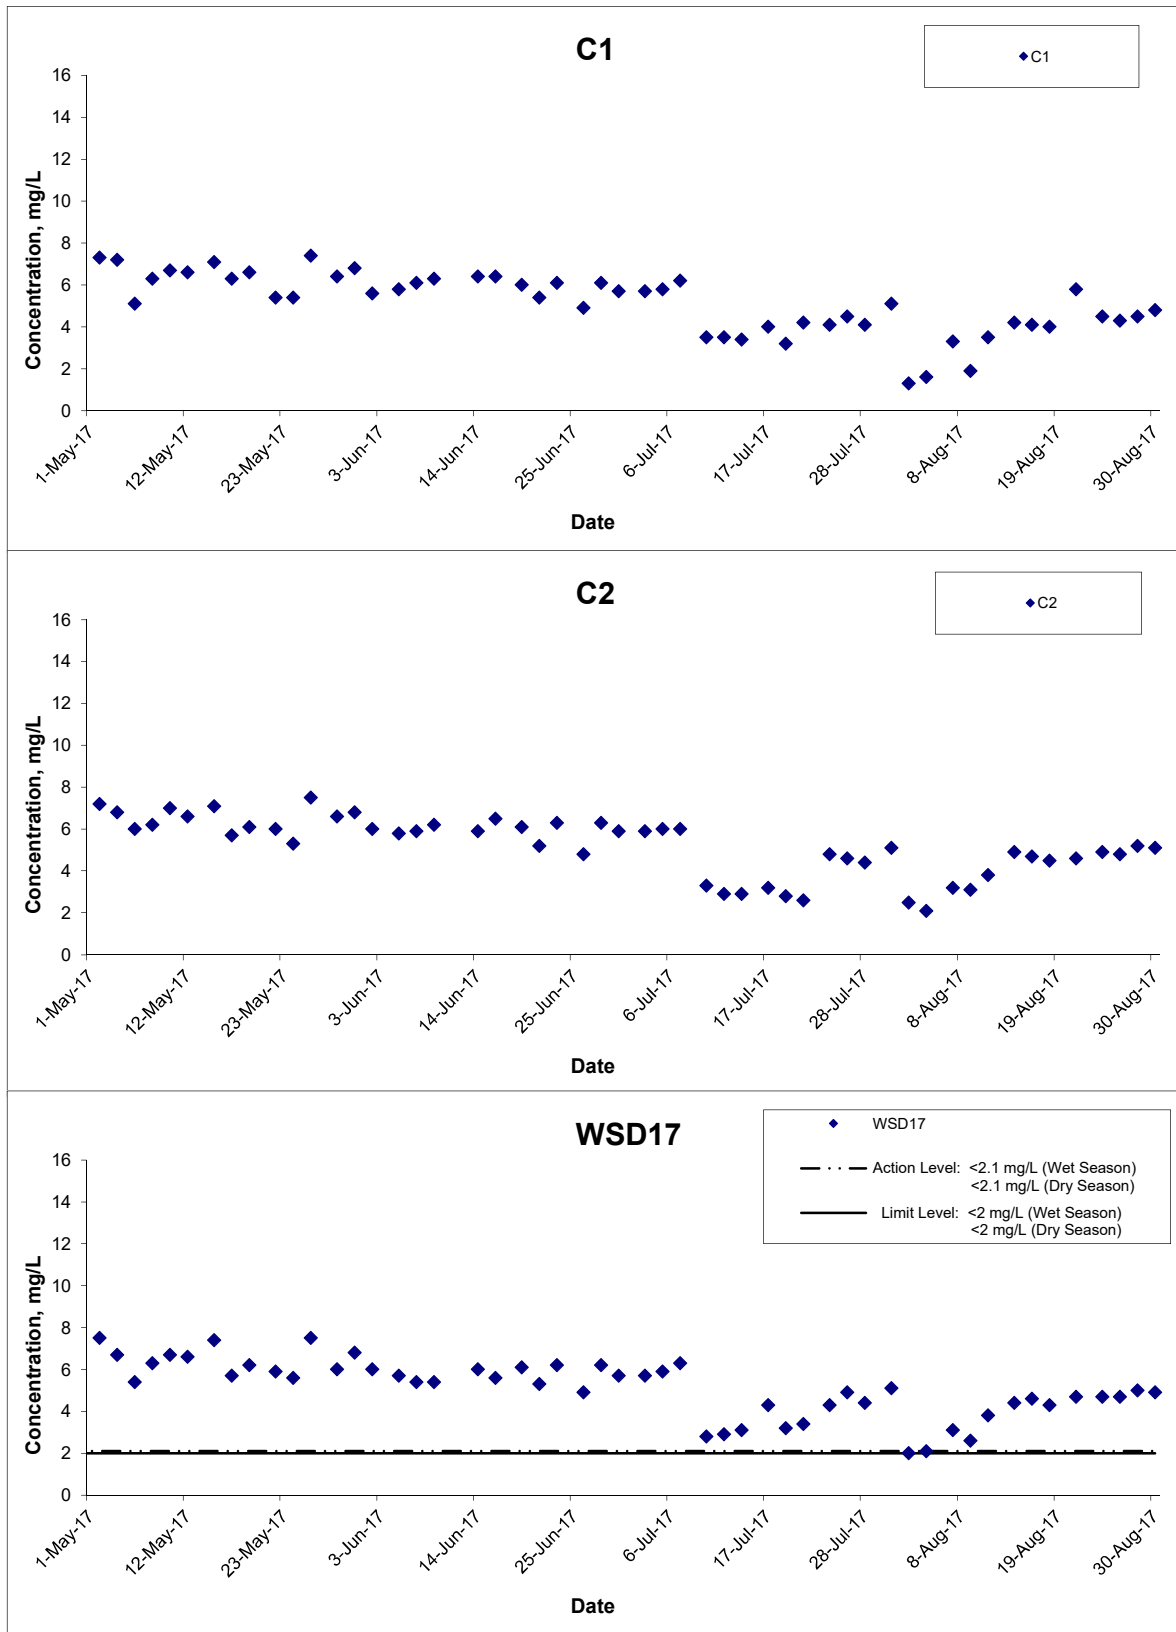 C1
C1
16
14
12
10
8
6
4
2
0
Concentration, mg/L
1-May-17
12-May-17
23-May-17
3-Jun-17
14-Jun-17
25-Jun-17
6-Jul-17
17-Jul-17
28-Jul-17
8-Aug-17
19-Aug-17
30-Aug-17
Date
C2
C2
16
14
12
10
8
6
4
2
0
Concentration, mg/L
1-May-17
12-May-17
23-May-17
3-Jun-17
14-Jun-17
25-Jun-17
6-Jul-17
17-Jul-17
28-Jul-17
8-Aug-17
19-Aug-17
30-Aug-17
Date
WSD17
WSD17
Action Level: <2.1 mg/L (Wet Season)
<2.1 mg/L (Dry Season)
Limit Level: <2 mg/L (Wet Season)
<2 mg/L (Dry Season)
16
14
12
10
8
6
4
2
0
Concentration, mg/L
1-May-17
12-May-17
23-May-17
3-Jun-17
14-Jun-17
25-Jun-17
6-Jul-17
17-Jul-17
28-Jul-17
8-Aug-17
19-Aug-17
30-Aug-17
Date